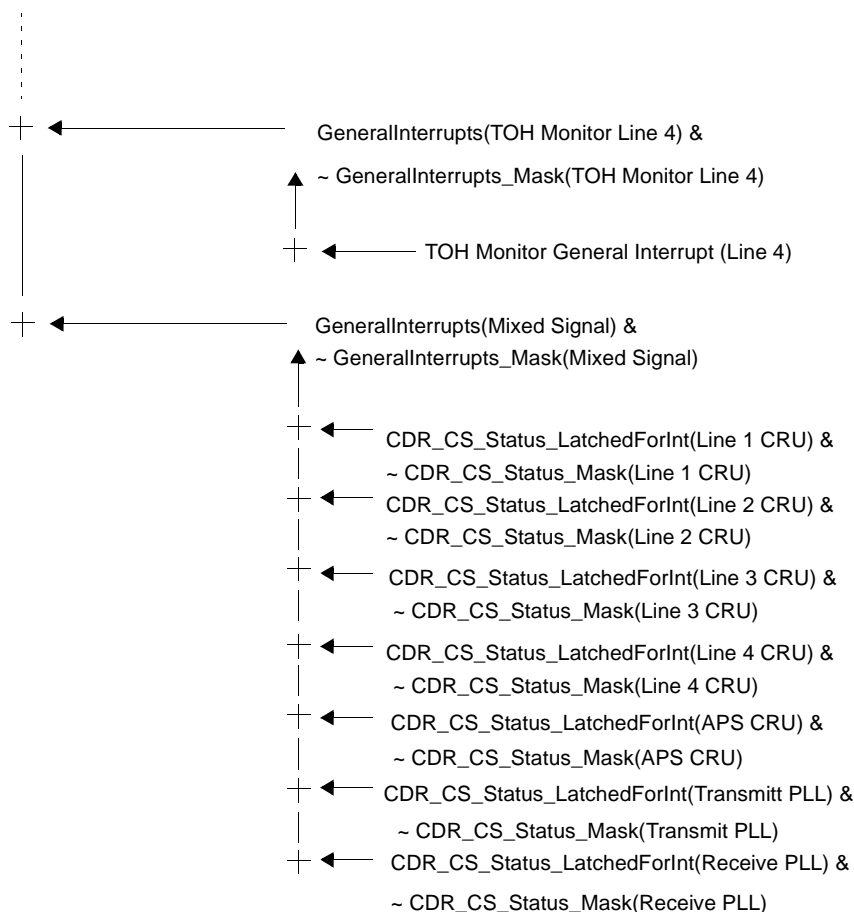 GeneralInterrupts(TOH Monitor Line 4) &
~ GeneralInterrupts_Mask(TOH Monitor Line 4)
TOH Monitor General Interrupt (Line 4)
GeneralInterrupts(Mixed Signal) &
~ GeneralInterrupts_Mask(Mixed Signal)
CDR_CS_Status_LatchedForInt(Line 1 CRU) &
~ CDR_CS_Status_Mask(Line 1 CRU)
CDR_CS_Status_LatchedForInt(Line 2 CRU) &
~ CDR_CS_Status_Mask(Line 2 CRU)
CDR_CS_Status_LatchedForInt(Line 3 CRU) &
~ CDR_CS_Status_Mask(Line 3 CRU)
CDR_CS_Status_LatchedForInt(Line 4 CRU) &
~ CDR_CS_Status_Mask(Line 4 CRU)
CDR_CS_Status_LatchedForInt(APS CRU) &
~ CDR_CS_Status_Mask(APS CRU)
CDR_CS_Status_LatchedForInt(Transmitt PLL) &
~ CDR_CS_Status_Mask(Transmit PLL)
CDR_CS_Status_LatchedForInt(Receive PLL) &
~ CDR_CS_Status_Mask(Receive PLL)